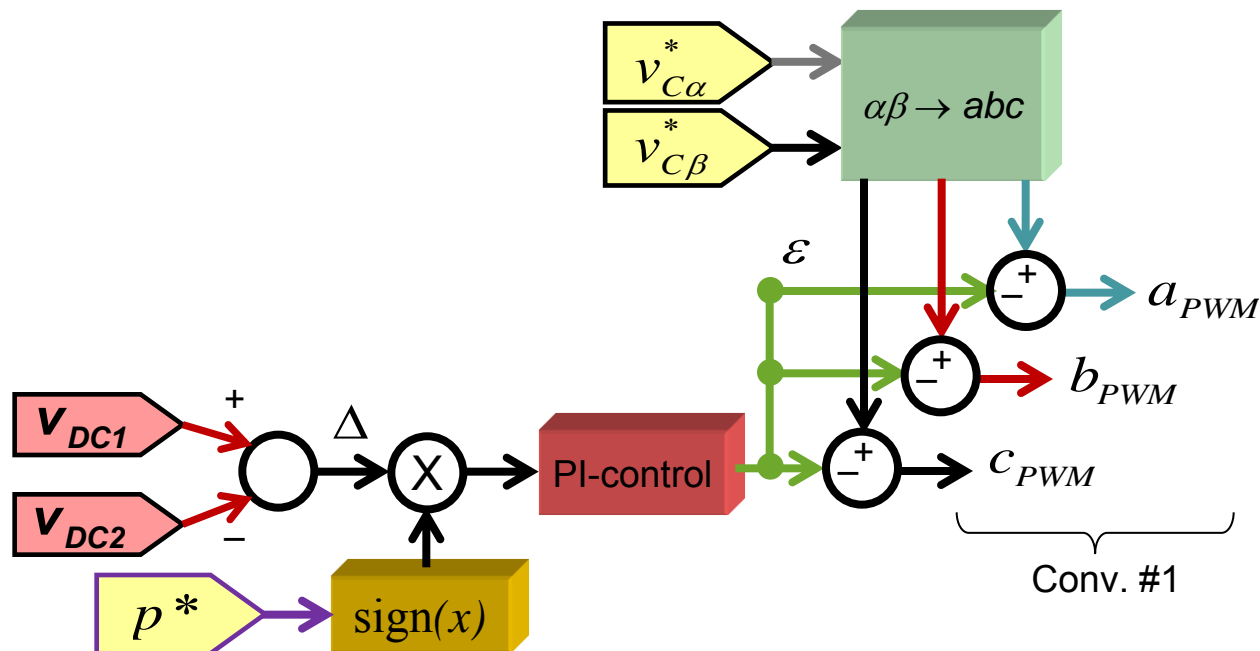 v*Cα
v*Cβ
αβ → abc
ε
+
−
aPWM
+
−
bPWM
vDC1
+
Δ
X
PI-control
+
−
cPWM
vDC2
−
p*
sign(x)
Conv. #1